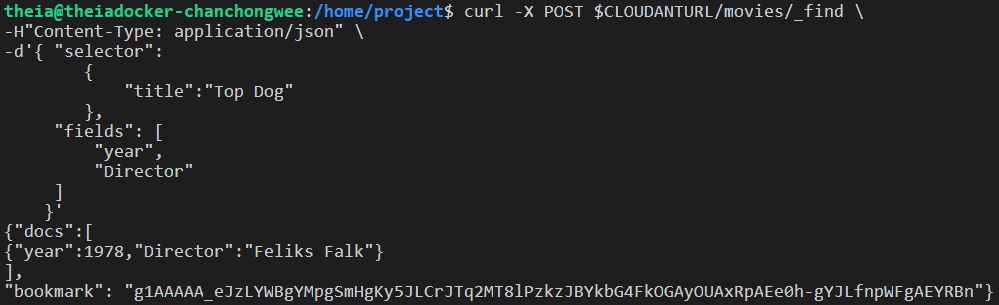 theia@theiadocker-chanchongwee:/home/project$ curl -X POST $CLOUDANTURL/movies/_find \
-H"Content-Type: application/json" \
-d'{ "selector":
        {
            "title":"Top Dog"
        },
     "fields": [
         "year",
         "Director"
     ]
    }'
{"docs":[
{"year":1978,"Director":"Feliks Falk"}
],
"bookmark": "g1AAAAA_eJzLYWBgYMpgSmHgKy5JLCrJTq2MT8lPzkzJBYkbG4FkOGAyOUAxRpAEe0h-gYJLfnpWFgAEYRBn"}